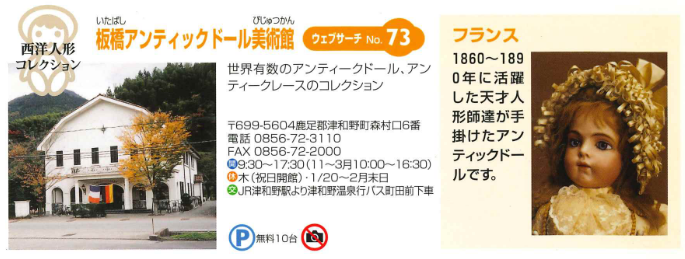 西洋人形
コレクション
いたばし びじゅつかん
板橋アンティックドール美術館 ウェブサーチ No. 73
世界有数のアンティークドール、アン
ティークレースのコレクション
〒699-5604鹿足郡津和野町森村口6番
電話 0856-72-3110
FAX 0856-72-2000
開9:30〜17:30(11〜3月10:00〜16:30)
休木(祝日開館)・1/20〜2月末日
交JR津和野駅より津和野温泉行バス町田前下車
P無料10台
フランス
1860〜189
0年に活躍
した天才人
形師達が手
掛けたアン
ティックドー
ルです。